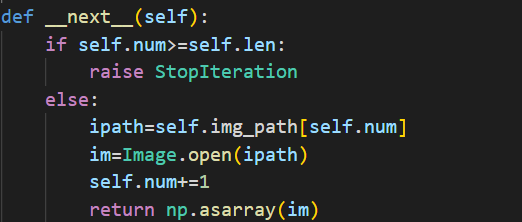 def __next__(self):
    if self.num>=self.len:
        raise StopIteration
    else:
        ipath=self.img_path[self.num]
        im=Image.open(ipath)
        self.num+=1
        return np.asarray(im)